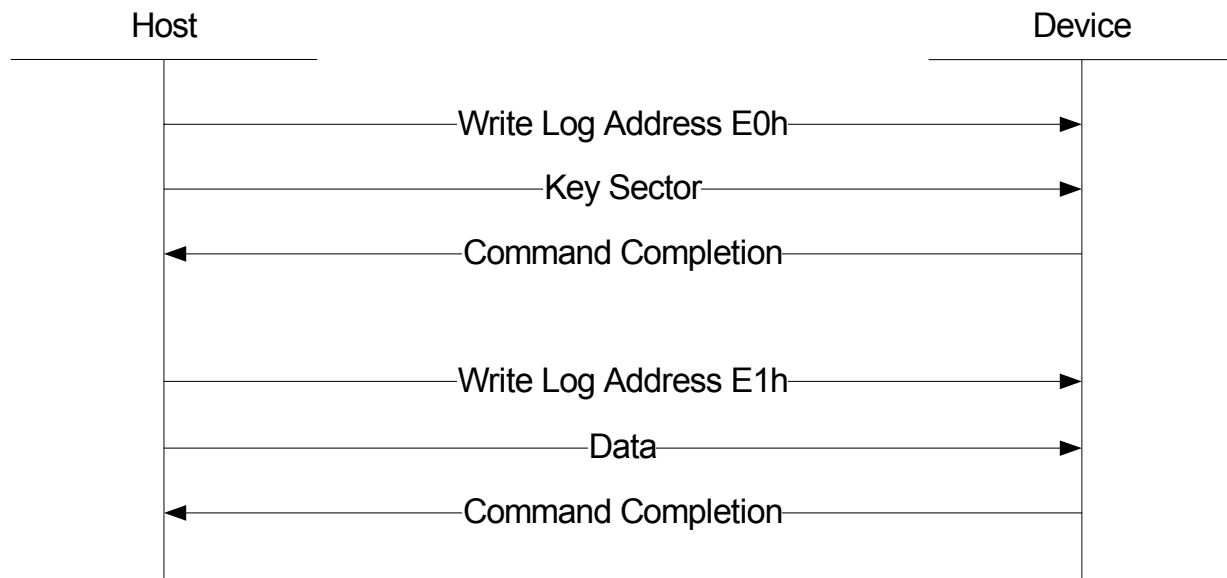 Host
Device
Write Log Address E0h
Key Sector
Command Completion
Write Log Address E1h
Data
Command Completion